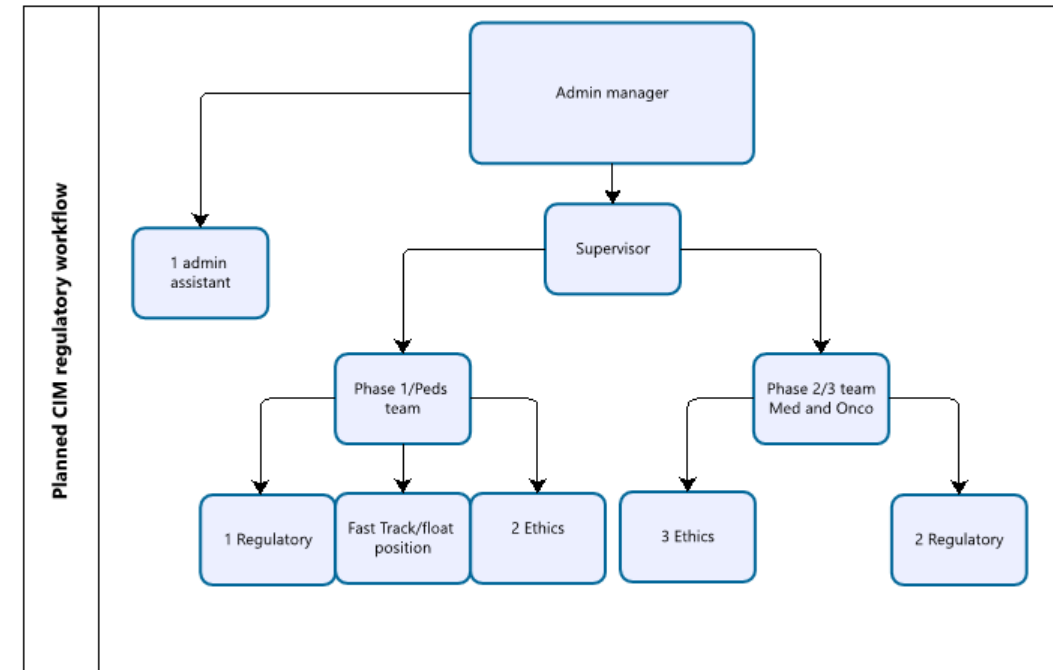 Planned CIM regulatory workflow
Admin manager
1 admin
assistant
Supervisor
Phase 1/Peds
team
Phase 2/3 team
Med and Onco
1 Regulatory
Fast Track/float
position
2 Ethics
3 Ethics
2 Regulatory